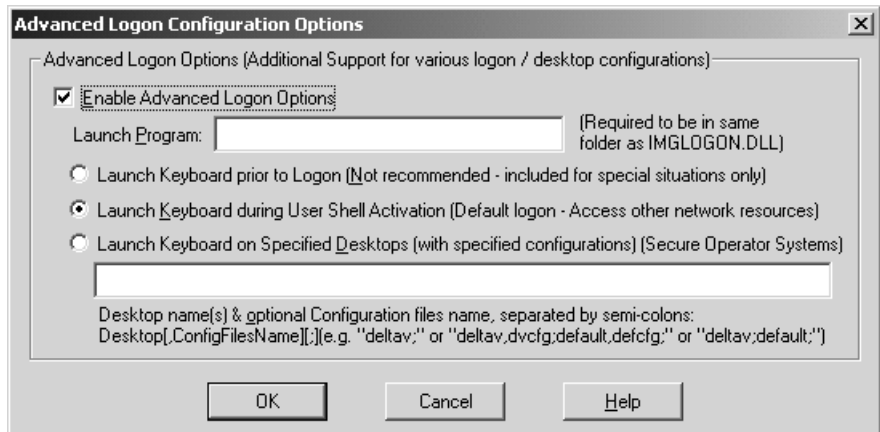 Advanced Logon Configuration Options
Advanced Logon Options (Additional Support for various logon / desktop configurations)
Enable Advanced Logon Options
Launch Program:
(Required to be in same
folder as IMGLOGON.DLL)
Launch Keyboard prior to Logon (Not recommended - included for special situations only)
Launch Keyboard during User Shell Activation (Default logon - Access other network resources)
Launch Keyboard on Specified Desktops (with specified configurations) (Secure Operator Systems)
Desktop name(s) & optional Configuration files name, separated by semi-colons:
Desktop[,ConfigFilesName][;](e.g. "deltav;" or "deltav,dvcfg;default,defcfg;" or "deltav;default;")
OK Cancel Help